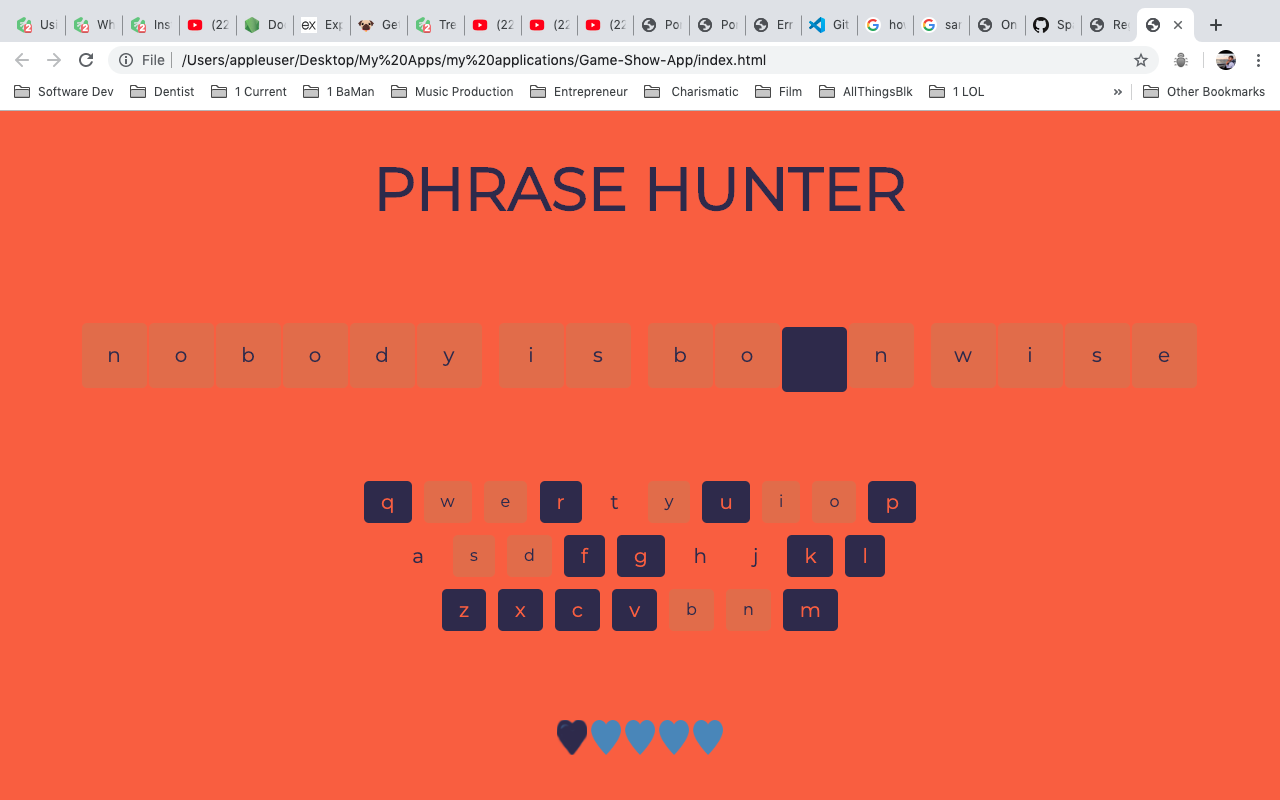 Usi Wh Ins (22 Do Exp Get Tre (22 (22 (22 Po Po Err Git hov sar On Sp Re
File /Users/appleuser/Desktop/My%20Apps/my%20applications/Game-Show-App/index.html
Software Dev Dentist 1 Current 1 BaMan Music Production Entrepreneur Charismatic Film AllThingsBlk 1 LOL » Other Bookmarks
PHRASE HUNTER
n o b o d y i s b o n w i s e
q w e r t y u i o p
a s d f g h j k l
z x c v b n m